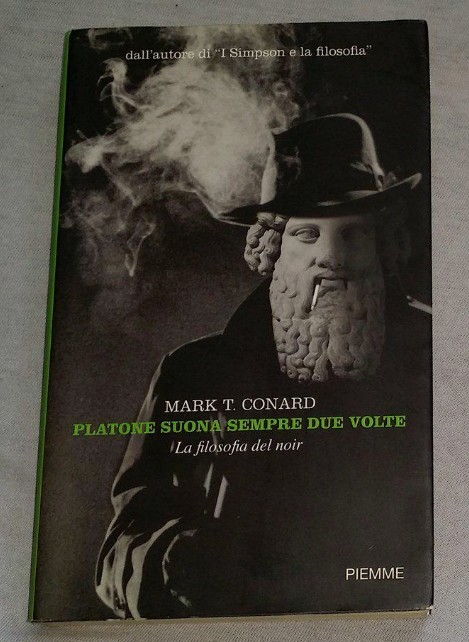 dall'autore di "I Simpson e la filosofia"
MARK T. CONARD
PLATONE SUONA SEMPRE DUE VOLTE
La filosofia del noir
PIEMME